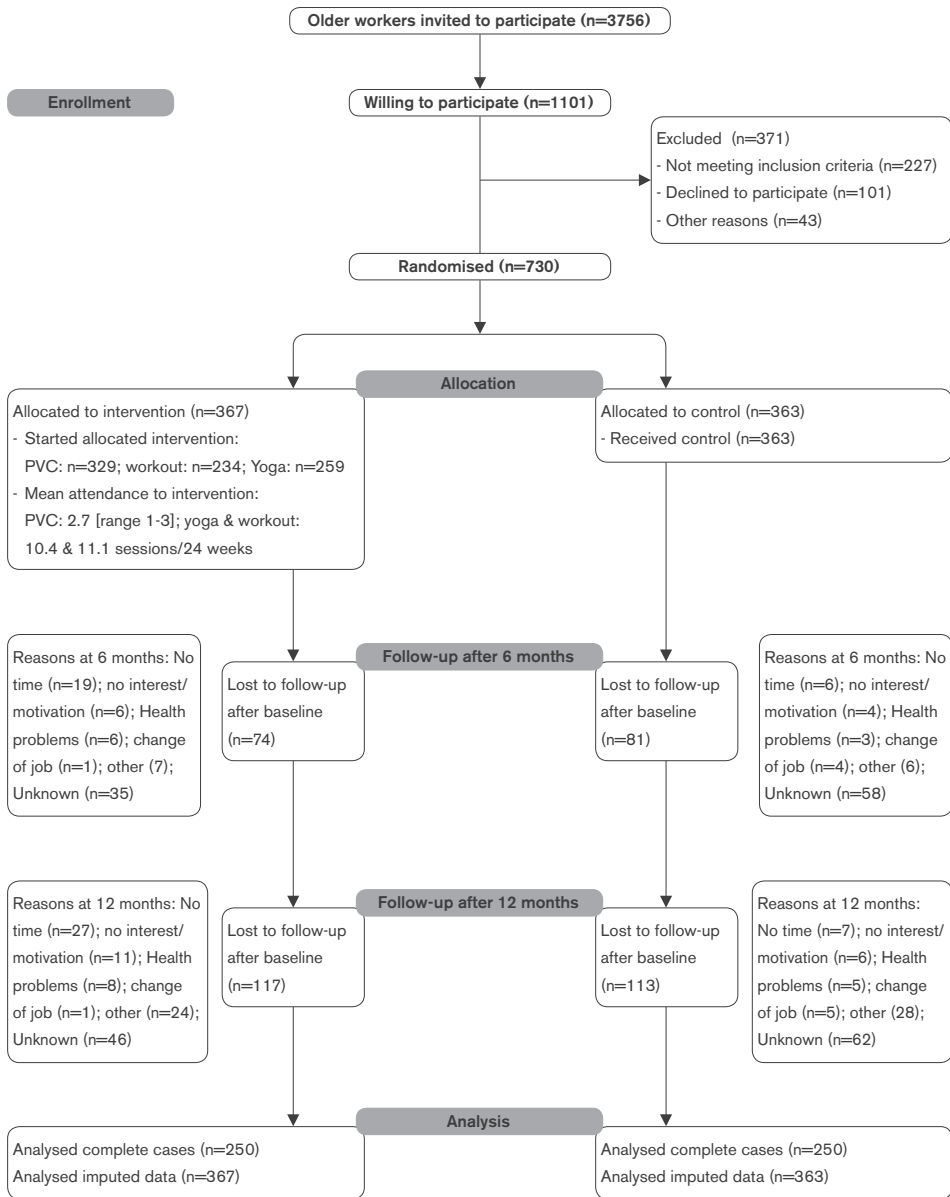 Older workers invited to participate (n=3756)
Enrollment
Willing to participate (n=1101)
Excluded (n=371)
- Not meeting inclusion criteria (n=227)
- Declined to participate (n=101)
- Other reasons (n=43)
Randomised (n=730)
Allocation
Allocated to intervention (n=367)
- Started allocated intervention:
PVC: n=329; workout: n=234; Yoga: n=259
- Mean attendance to intervention:
PVC: 2.7 [range 1-3]; yoga & workout:
10.4 & 11.1 sessions/24 weeks
Allocated to control (n=363)
- Received control (n=363)
Follow-up after 6 months
Reasons at 6 months: No
time (n=19); no interest/
motivation (n=6); Health
problems (n=6); change
of job (n=1); other (7);
Unknown (n=35)
Lost to follow-up
after baseline
(n=74)
Lost to follow-up
after baseline
(n=81)
Reasons at 6 months: No
time (n=6); no interest/
motivation (n=4); Health
problems (n=3); change
of job (n=4); other (6);
Unknown (n=58)
Follow-up after 12 months
Reasons at 12 months: No
time (n=27); no interest/
motivation (n=11); Health
problems (n=8); change
of job (n=1); other (n=24);
Unknown (n=46)
Lost to follow-up
after baseline
(n=117)
Lost to follow-up
after baseline
(n=113)
Reasons at 12 months:
No time (n=7); no interest/
motivation (n=6); Health
problems (n=5); change
of job (n=5); other (28);
Unknown (n=62)
Analysis
Analysed complete cases (n=250)
Analysed imputed data (n=367)
Analysed complete cases (n=250)
Analysed imputed data (n=363)